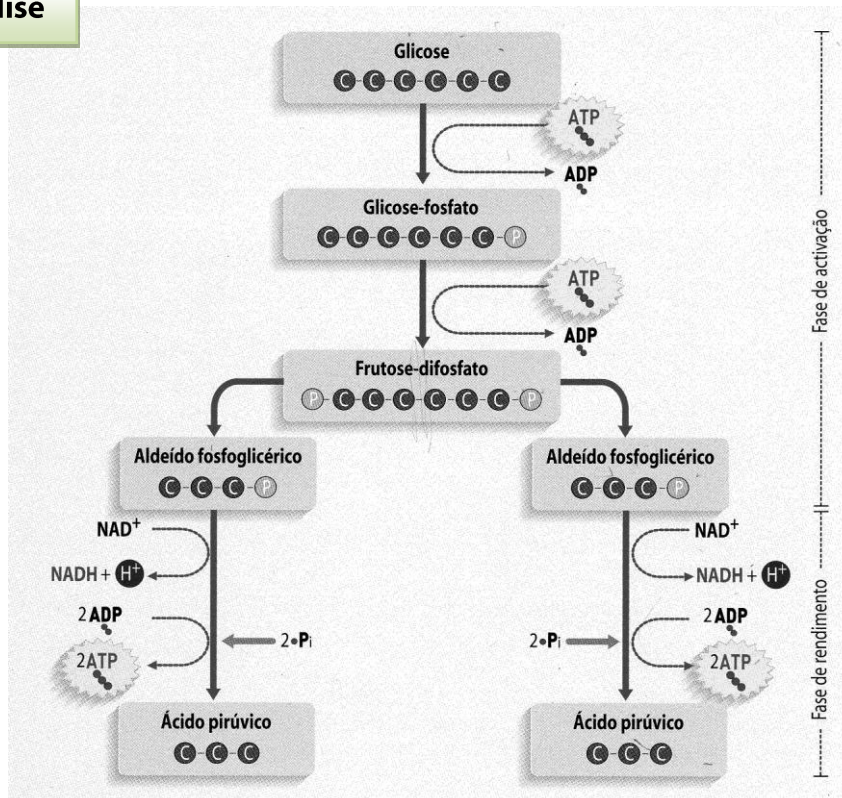 Glicose
C-C-C-C-C-C
ATP
ADP
Glicose-fosfato
C-C-C-C-C-C-P
ATP
ADP
Frutose-difosfato
P-C-C-C-C-C-C-P
Fase de activação
Aldeído fosfoglicérico
C-C-C-P
Aldeído fosfoglicérico
C-C-C-P
NAD+
NADH + H+
2 ADP
2ATP
2•Pi
NAD+
NADH + H+
2 ADP
2ATP
2•Pi
Fase de rendimento
Ácido pirúvico
C-C-C
Ácido pirúvico
C-C-C